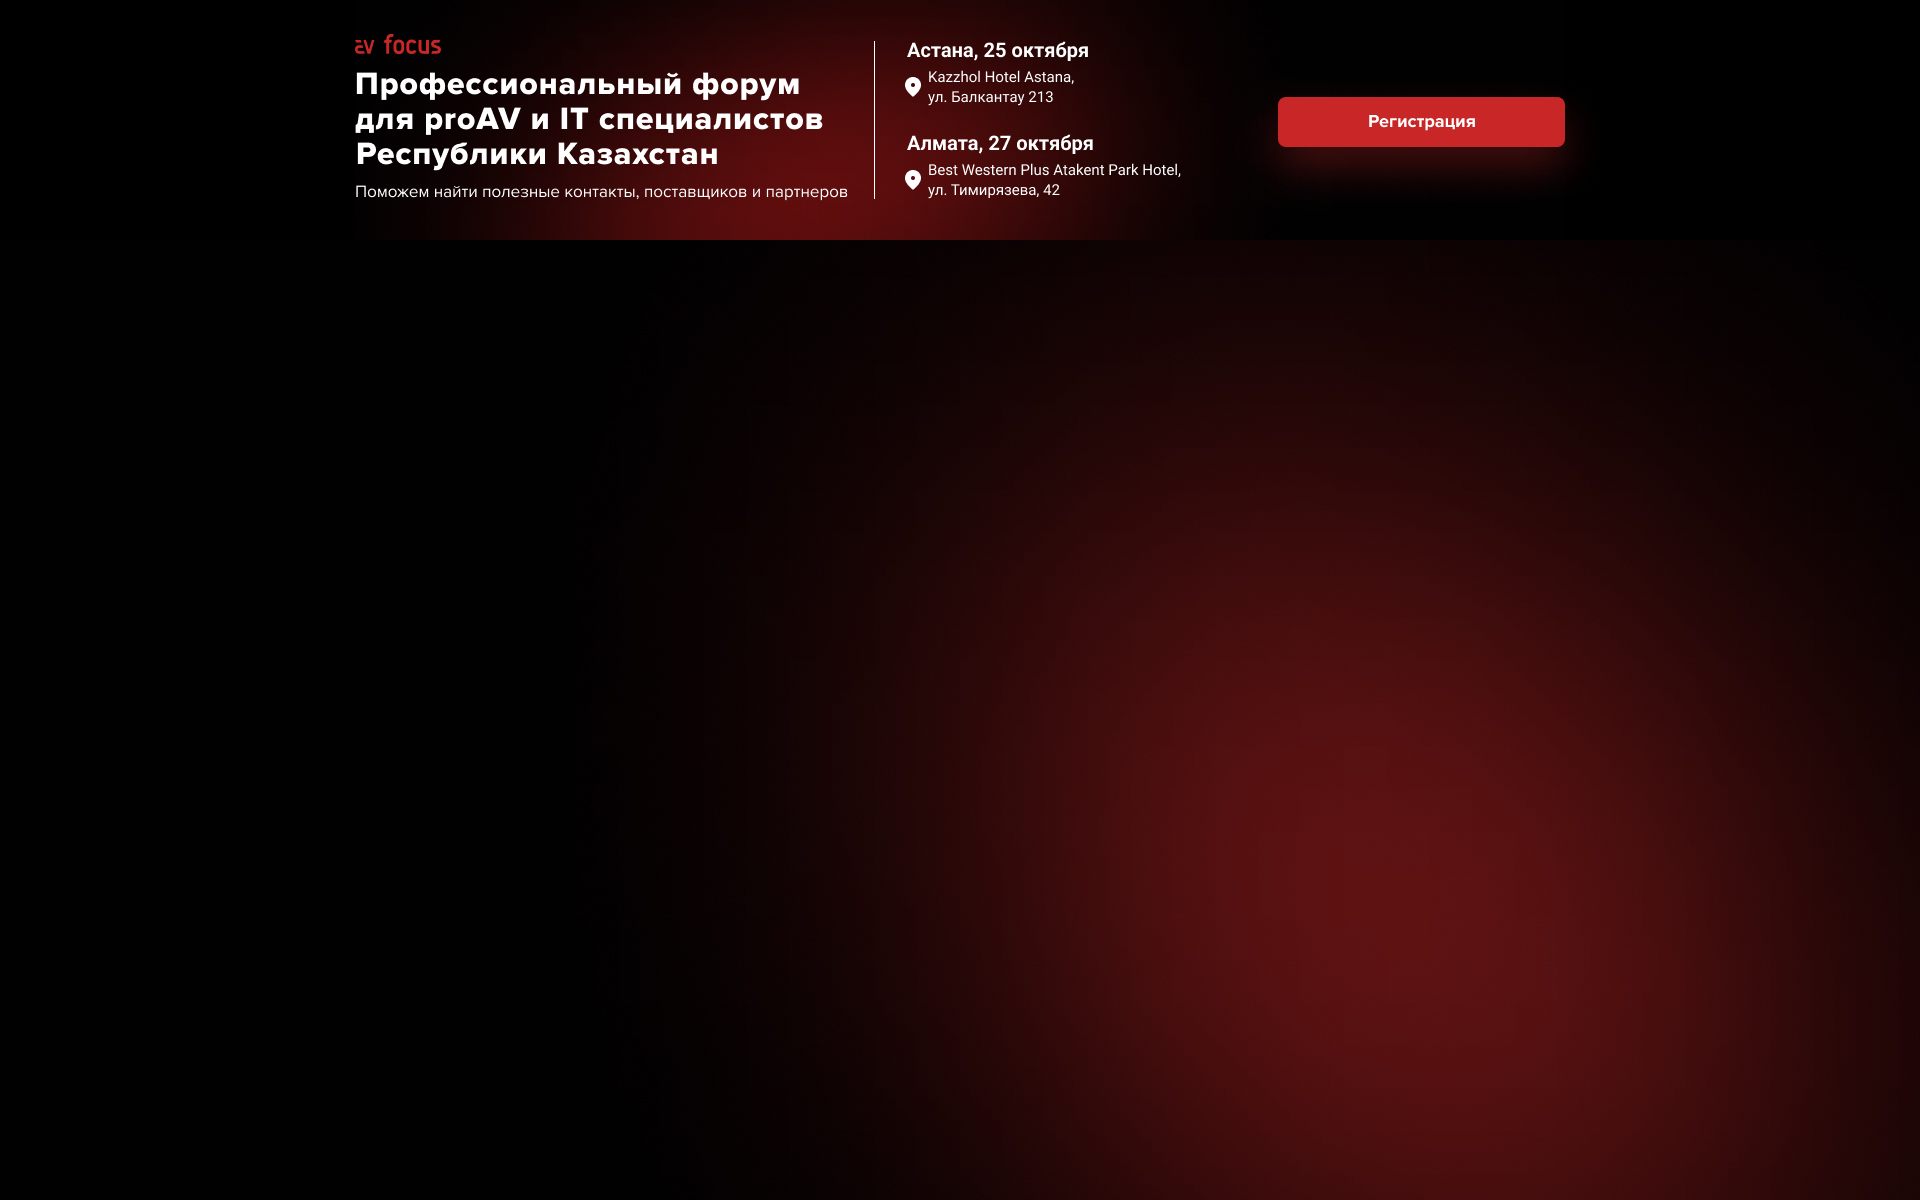 av focus
Профессиональный форум
для proAV и IT специалистов
Республики Казахстан
Поможем найти полезные контакты, поставщиков и партнеров
Астана, 25 октября
Kazzhol Hotel Astana,
ул. Балкантау 213
Алмата, 27 октября
Best Western Plus Atakent Park Hotel,
ул. Тимирязева, 42
Регистрация